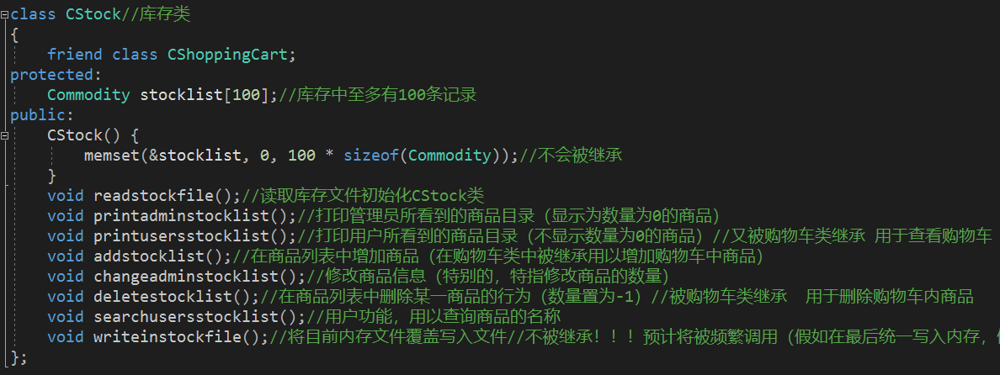 class CStock//库存类
{
friend class CShoppingCart;
protected:
Commodity stocklist[100];//库存中至多有100条记录
public:
CStock() {
memset(&stocklist, 0, 100 * sizeof(Commodity));//不会被继承
}
void readstockfile();//读取库存文件初始化CStock类
void printadminstocklist();//打印管理员所看到的商品目录（显示为数量为0的商品）
void printusersstocklist();//打印用户所看到的商品目录（不显示数量为0的商品）//又被购物车类继承 用于查看购物车
void addstocklist();//在商品列表中增加商品（在购物车类中被继承用以增加购物车中商品）
void changeadminstocklist();//修改商品信息（特别的，特指修改商品的数量）
void deletestocklist();//在商品列表中删除某一商品的行为（数量置为-1）//被购物车类继承  用于删除购物车内商品
void searchusersstocklist();//用户功能，用以查询商品的名称
void writeinstockfile();//将目前内存文件覆盖写入文件//不被继承！！！预计将被频繁调用（假如在最后统一写入内存，
};